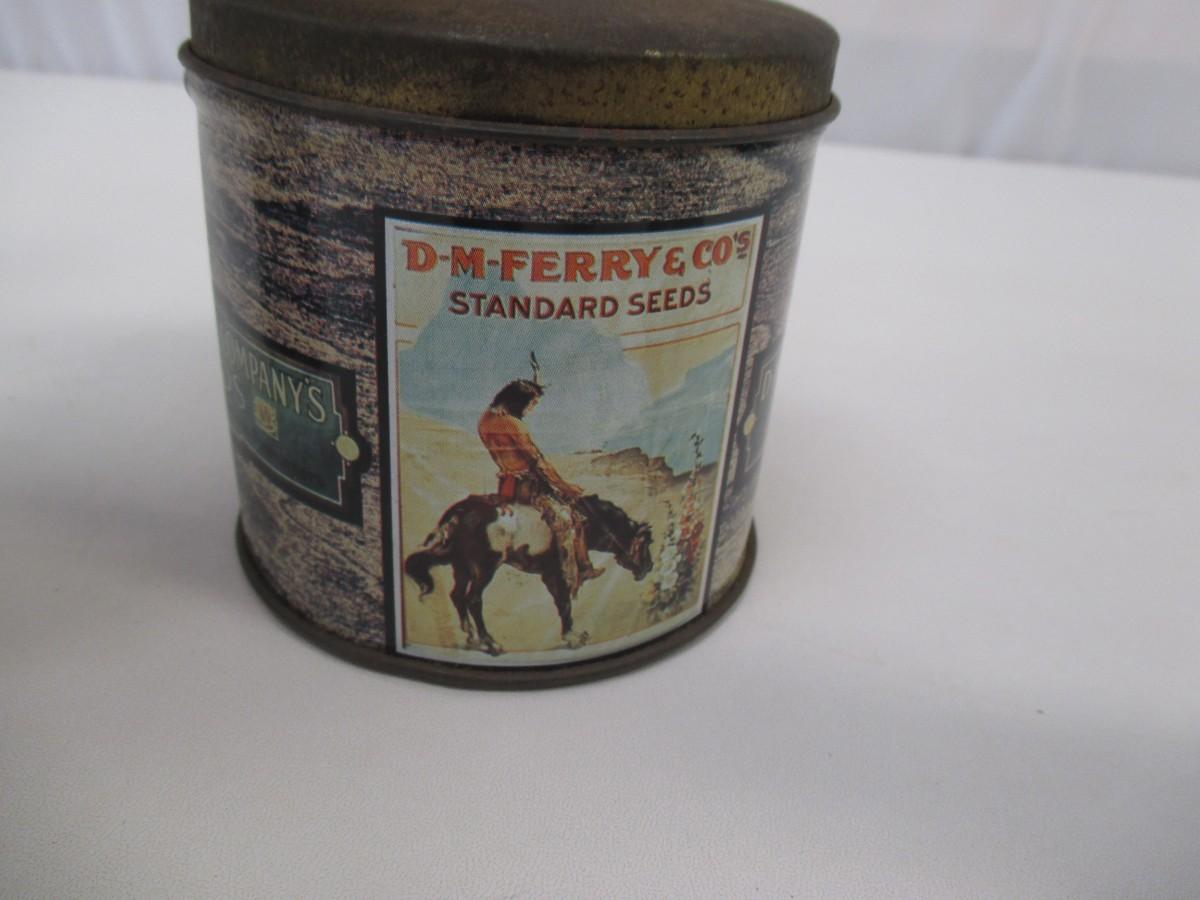 D-M-FERRY & CO'S
STANDARD SEEDS
OMPANY'S